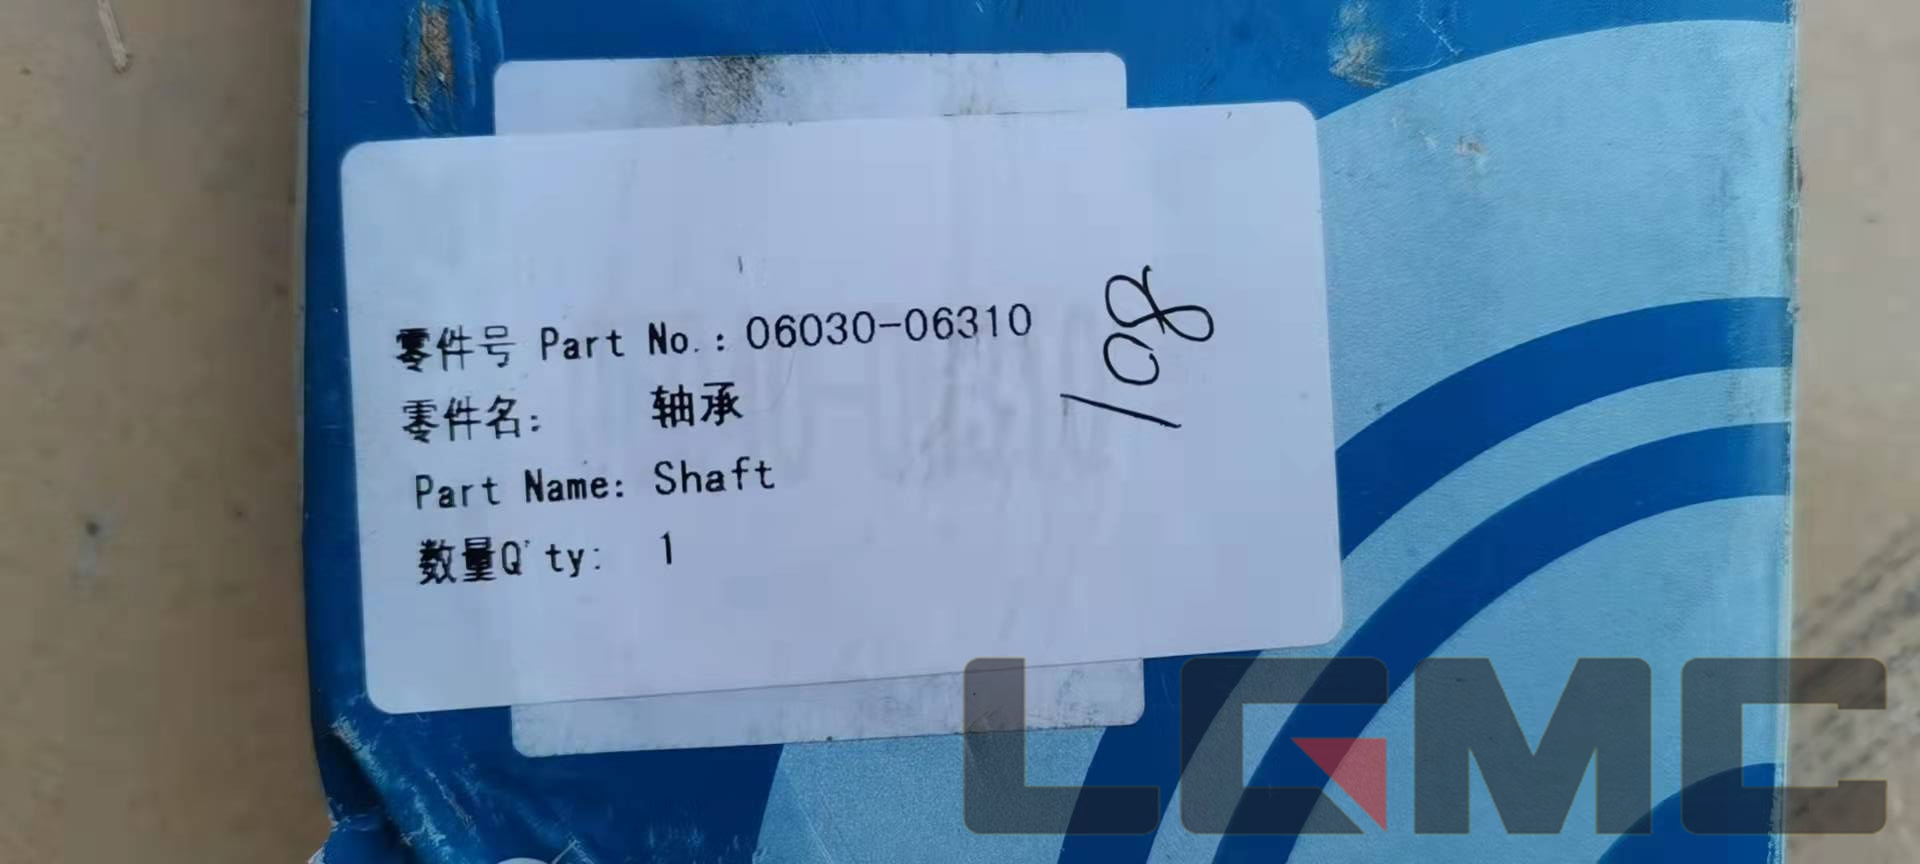 零件号 Part No.: 06030-06310
零件名: 轴承
Part Name: Shaft
数量Q'ty: 1
108
LGMC